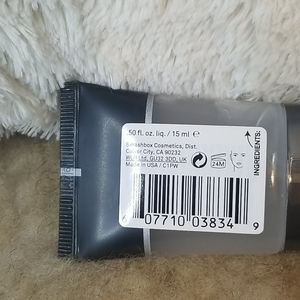 .50 fl. oz. liq. / 15 ml ℮
Smashbox Cosmetics, Dist.
Culver City, CA 90232
GU32 3DD, UK
Made in USA / C1PW
24M
INGREDIENTS:
07710 03834 9